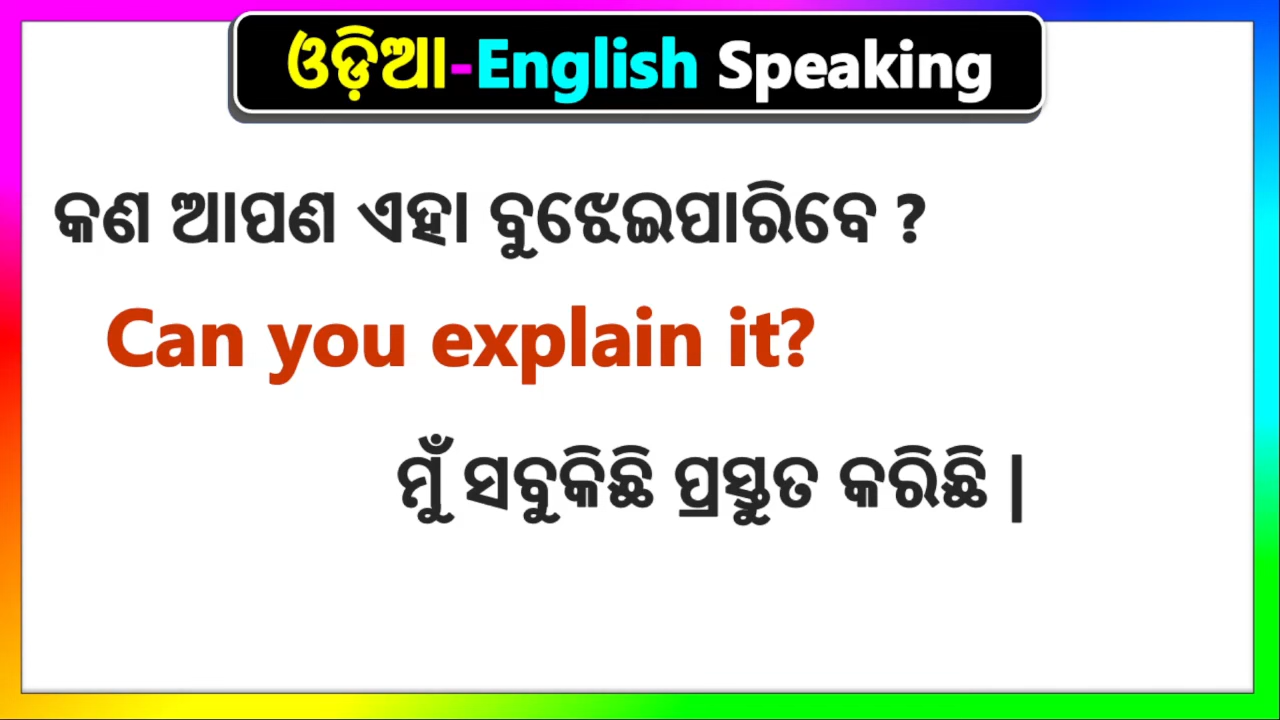 ଓଡ଼ିଆ-English Speaking
କଣ ଆପଣ ଏହା ବୁଝେଇପାରିବେ ?
Can you explain it?
ମୁଁ ସବୁକିଛି ପ୍ରସ୍ତୁତ କରିଛି |